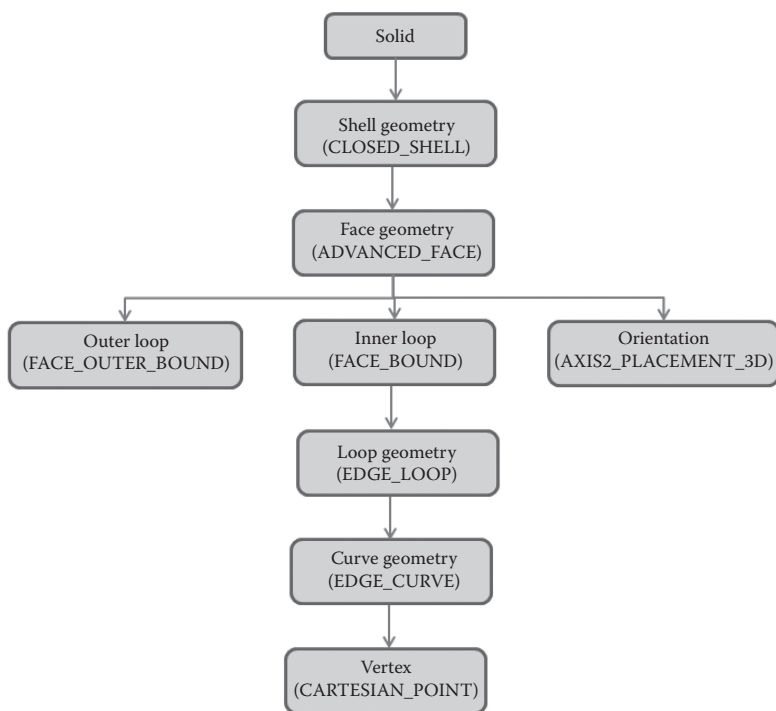 Solid
Shell geometry
(CLOSED_SHELL)
Face geometry
(ADVANCED_FACE)
Outer loop
(FACE_OUTER_BOUND)
Inner loop
(FACE_BOUND)
Orientation
(AXIS2_PLACEMENT_3D)
Loop geometry
(EDGE_LOOP)
Curve geometry
(EDGE_CURVE)
Vertex
(CARTESIAN_POINT)